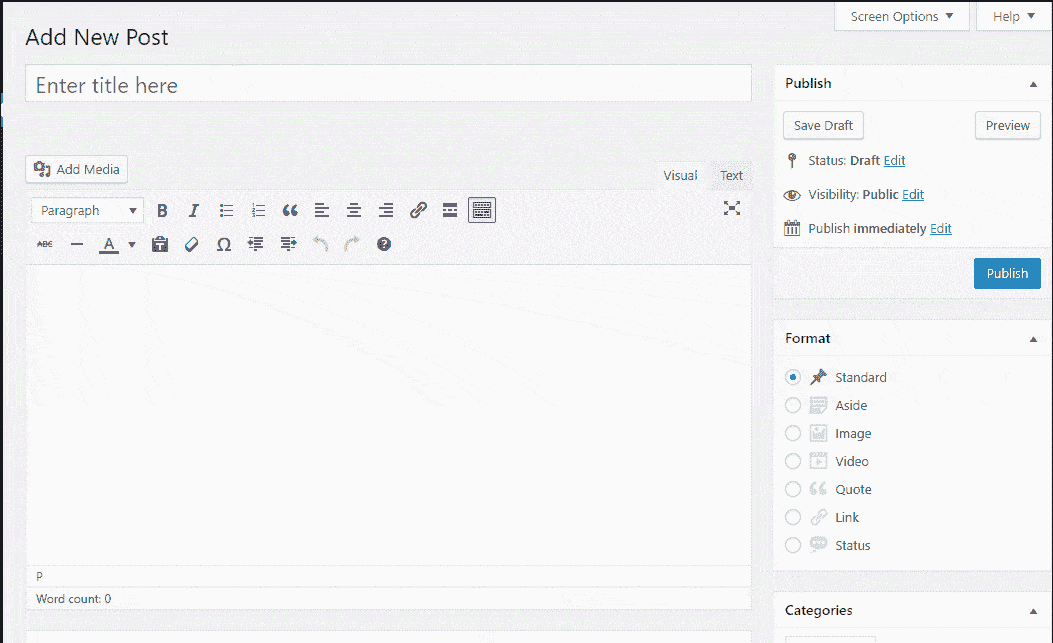 Screen Options Help
Add New Post
Enter title here
Add Media
Visual Text
Paragraph B I
ABC A
P
Word count: 0
Publish
Save Draft Preview
Status: Draft Edit
Visibility: Public Edit
Publish immediately Edit
Publish
Format
Standard
Aside
Image
Video
Quote
Link
Status
Categories